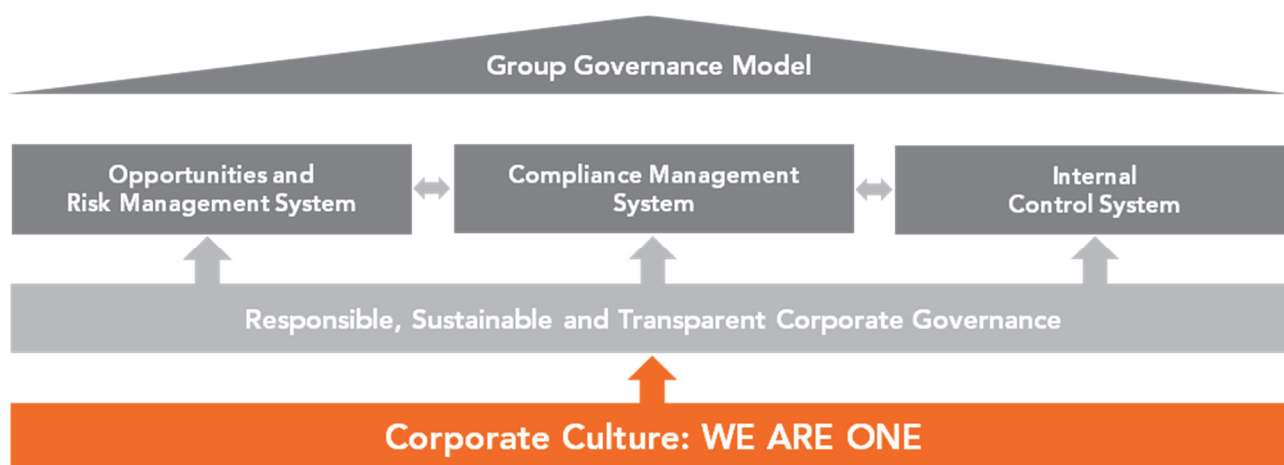 Group Governance Model
Opportunities and
Risk Management System
Compliance Management
System
Internal
Control System
Responsible, Sustainable and Transparent Corporate Governance
Corporate Culture: WE ARE ONE